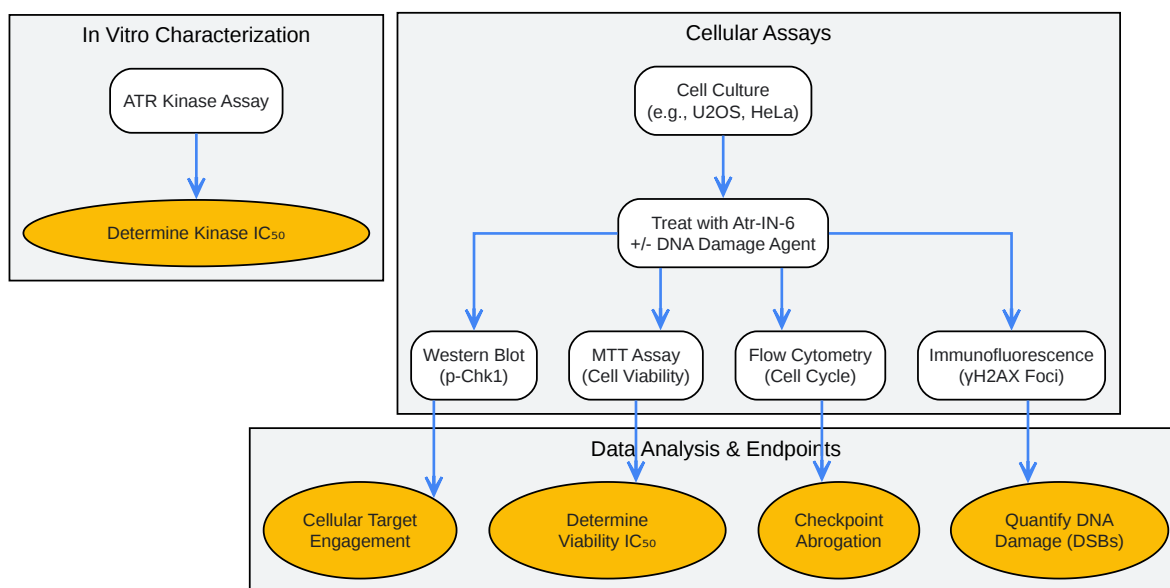 In Vitro Characterization
ATR Kinase Assay
Determine Kinase IC₅₀
Cellular Assays
Cell Culture
(e.g., U2OS, HeLa)
Treat with Atr-IN-6
+/- DNA Damage Agent
Western Blot
(p-Chk1)
MTT Assay
(Cell Viability)
Flow Cytometry
(Cell Cycle)
Immunofluorescence
(γH2AX Foci)
Data Analysis & Endpoints
Cellular Target
Engagement
Determine
Viability IC₅₀
Checkpoint
Abrogation
Quantify DNA
Damage (DSBs)